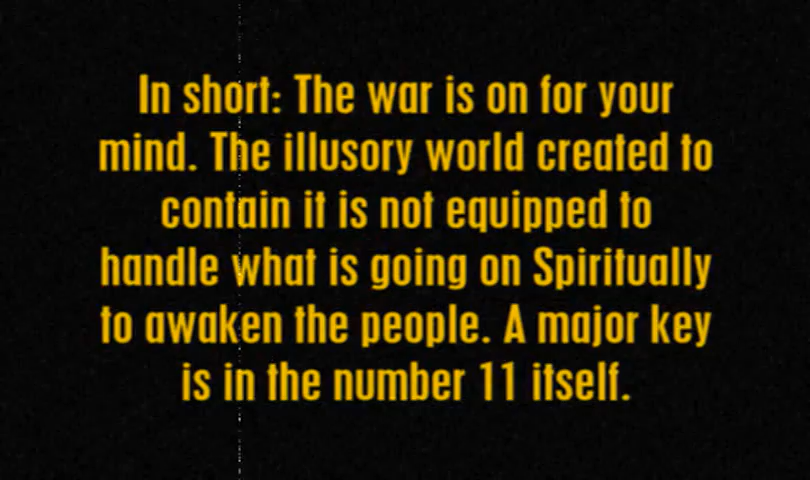 In short: The war is on for your
mind. The illusory world created to
contain it is not equipped to
handle what is going on Spiritually
to awaken the people. A major key
is in the number 11 itself.